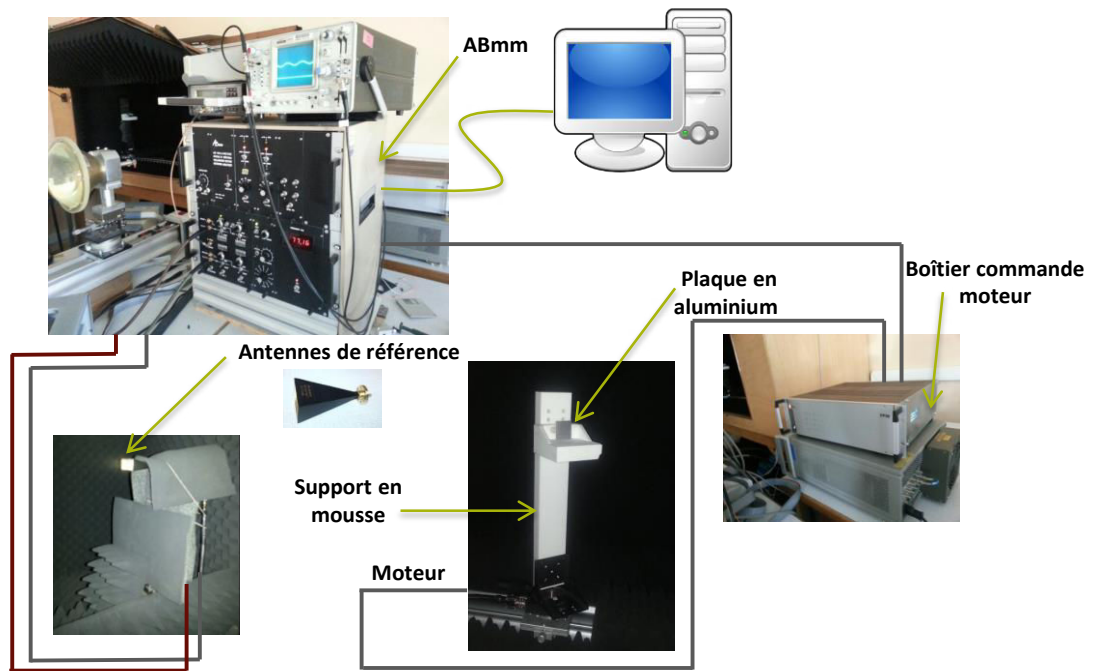 ABmm
Boîtier commande
moteur
Plaque en
aluminium
Antennes de référence
Support en
mousse
Moteur